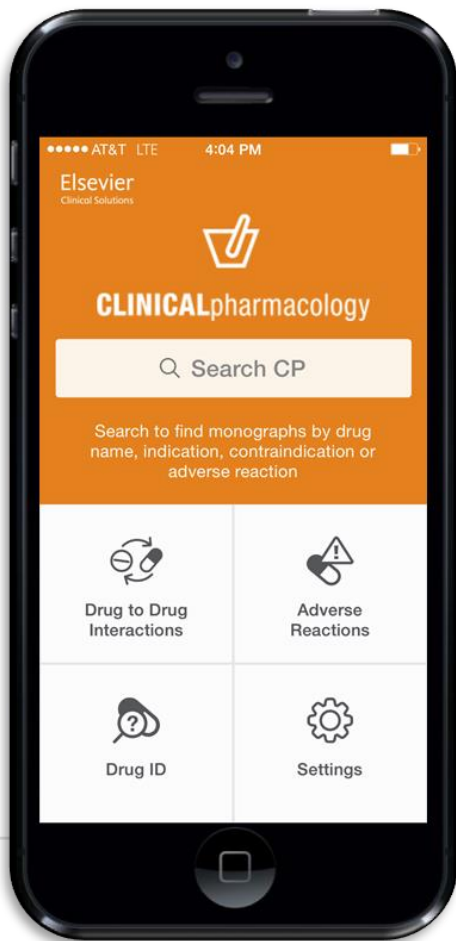 AT&T LTE 4:04 PM
Elsevier
Clinical Solutions
CLINICALpharmacology
Search CP
Search to find monographs by drug
name, indication, contraindication or
adverse reaction
Drug to Drug
Interactions
Adverse
Reactions
Drug ID
Settings